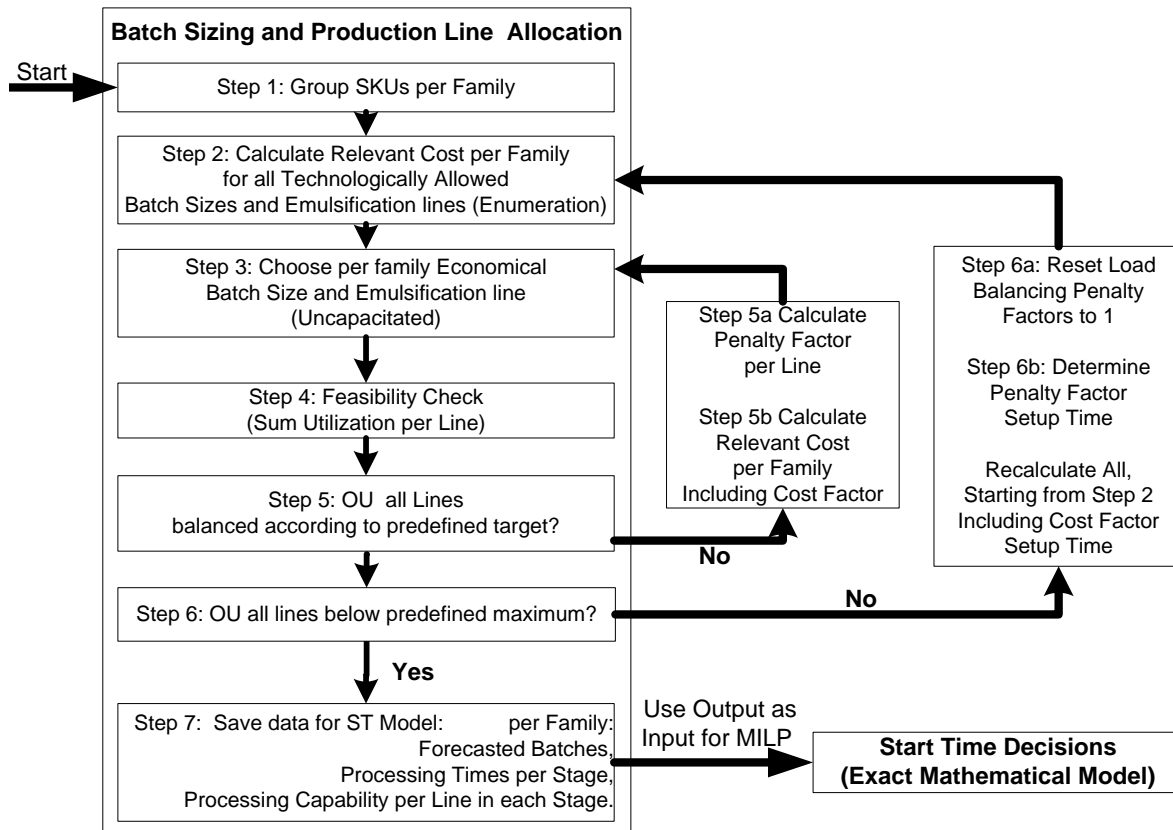 Batch Sizing and Production Line Allocation
Start
Step 1: Group SKUs per Family
Step 2: Calculate Relevant Cost per Family
for all Technologically Allowed
Batch Sizes and Emulsification lines (Enumeration)
Step 3: Choose per family Economical
Batch Size and Emulsification line
(Uncapacitated)
Step 4: Feasibility Check
(Sum Utilization per Line)
Step 5: OU all Lines
balanced according to predefined target?
No
Step 5a Calculate
Penalty Factor
per Line
Step 5b Calculate
Relevant Cost
per Family
Including Cost Factor
Step 6: OU all lines below predefined maximum?
No
Step 6a: Reset Load
Balancing Penalty
Factors to 1
Step 6b: Determine
Penalty Factor
Setup Time
Recalculate All,
Starting from Step 2
Including Cost Factor
Setup Time
Yes
Step 7: Save data for ST Model: per Family:
Forecasted Batches,
Processing Times per Stage,
Processing Capability per Line in each Stage.
Use Output as
Input for MILP
Start Time Decisions
(Exact Mathematical Model)